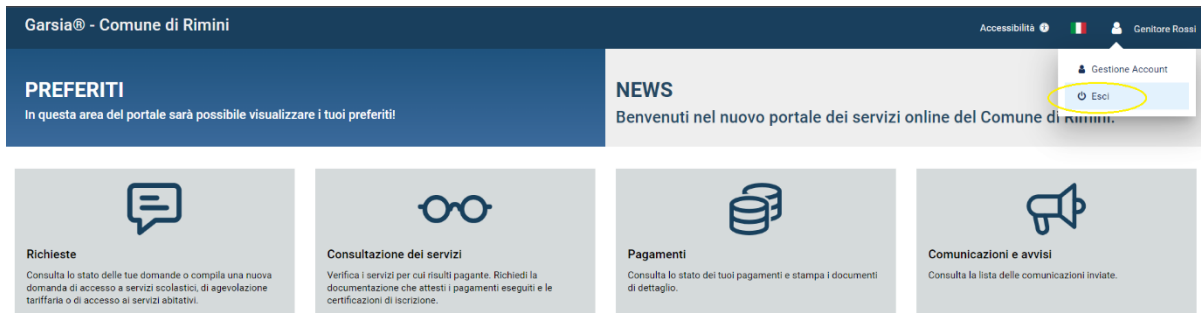 Garsia® - Comune di Rimini
Accessibilità
Genitore Rossi
Gestione Account
Esci
PREFERITI
In questa area del portale sarà possibile visualizzare i tuoi preferiti!
NEWS
Benvenuti nel nuovo portale dei servizi online del Comune di Rimini.
Richieste
Consulta lo stato delle tue domande o compila una nuova
domanda di accesso a servizi scolastici, di agevolazione
tariffaria o di accesso ai servizi abitativi.
Consultazione dei servizi
Verifica i servizi per cui risulti pagante. Richiedi la
documentazione che attesti i pagamenti eseguiti e le
certificazioni di iscrizione.
Pagamenti
Consulta lo stato dei tuoi pagamenti e stampa i documenti
di dettaglio.
Comunicazioni e avvisi
Consulta la lista delle comunicazioni inviate.